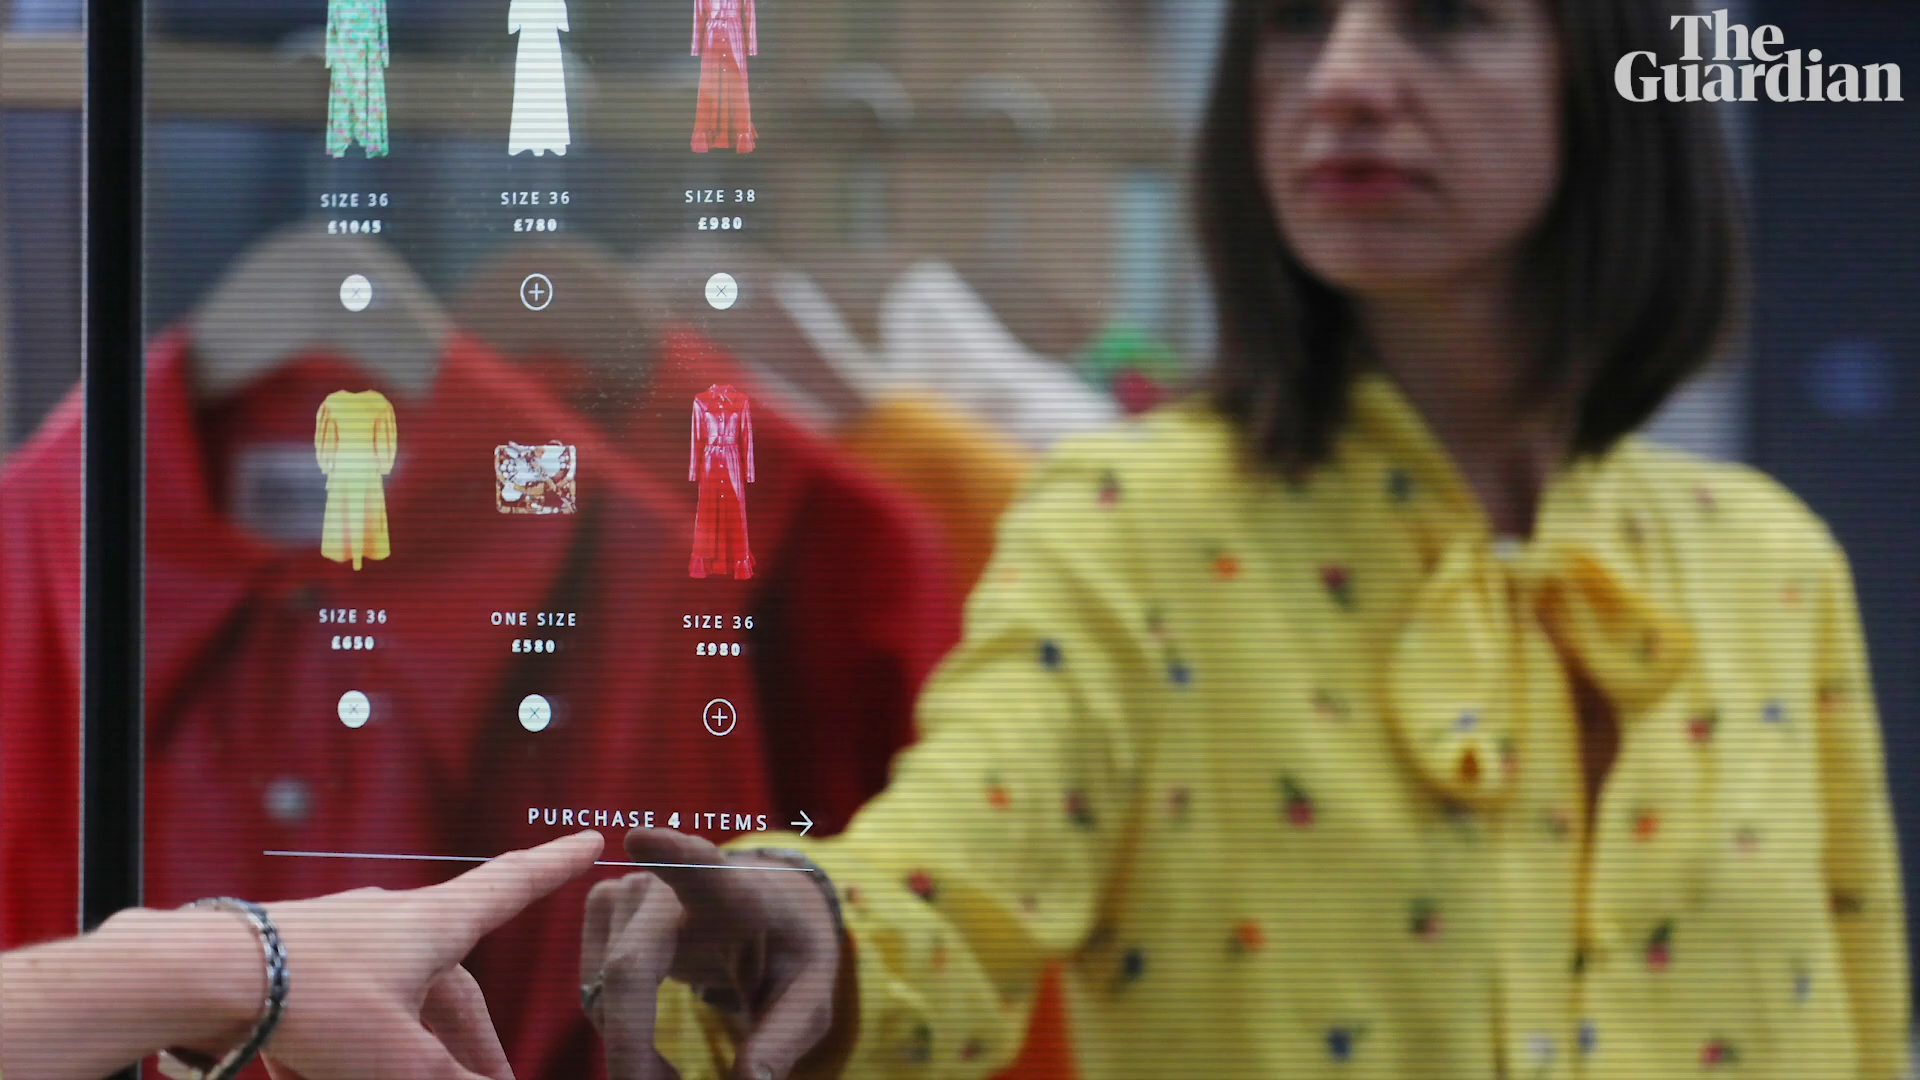 The
Guardian
SIZE 36
£1045
SIZE 36
£780
SIZE 38
£980
SIZE 36
£650
ONE SIZE
£580
SIZE 36
£980
PURCHASE 4 ITEMS →